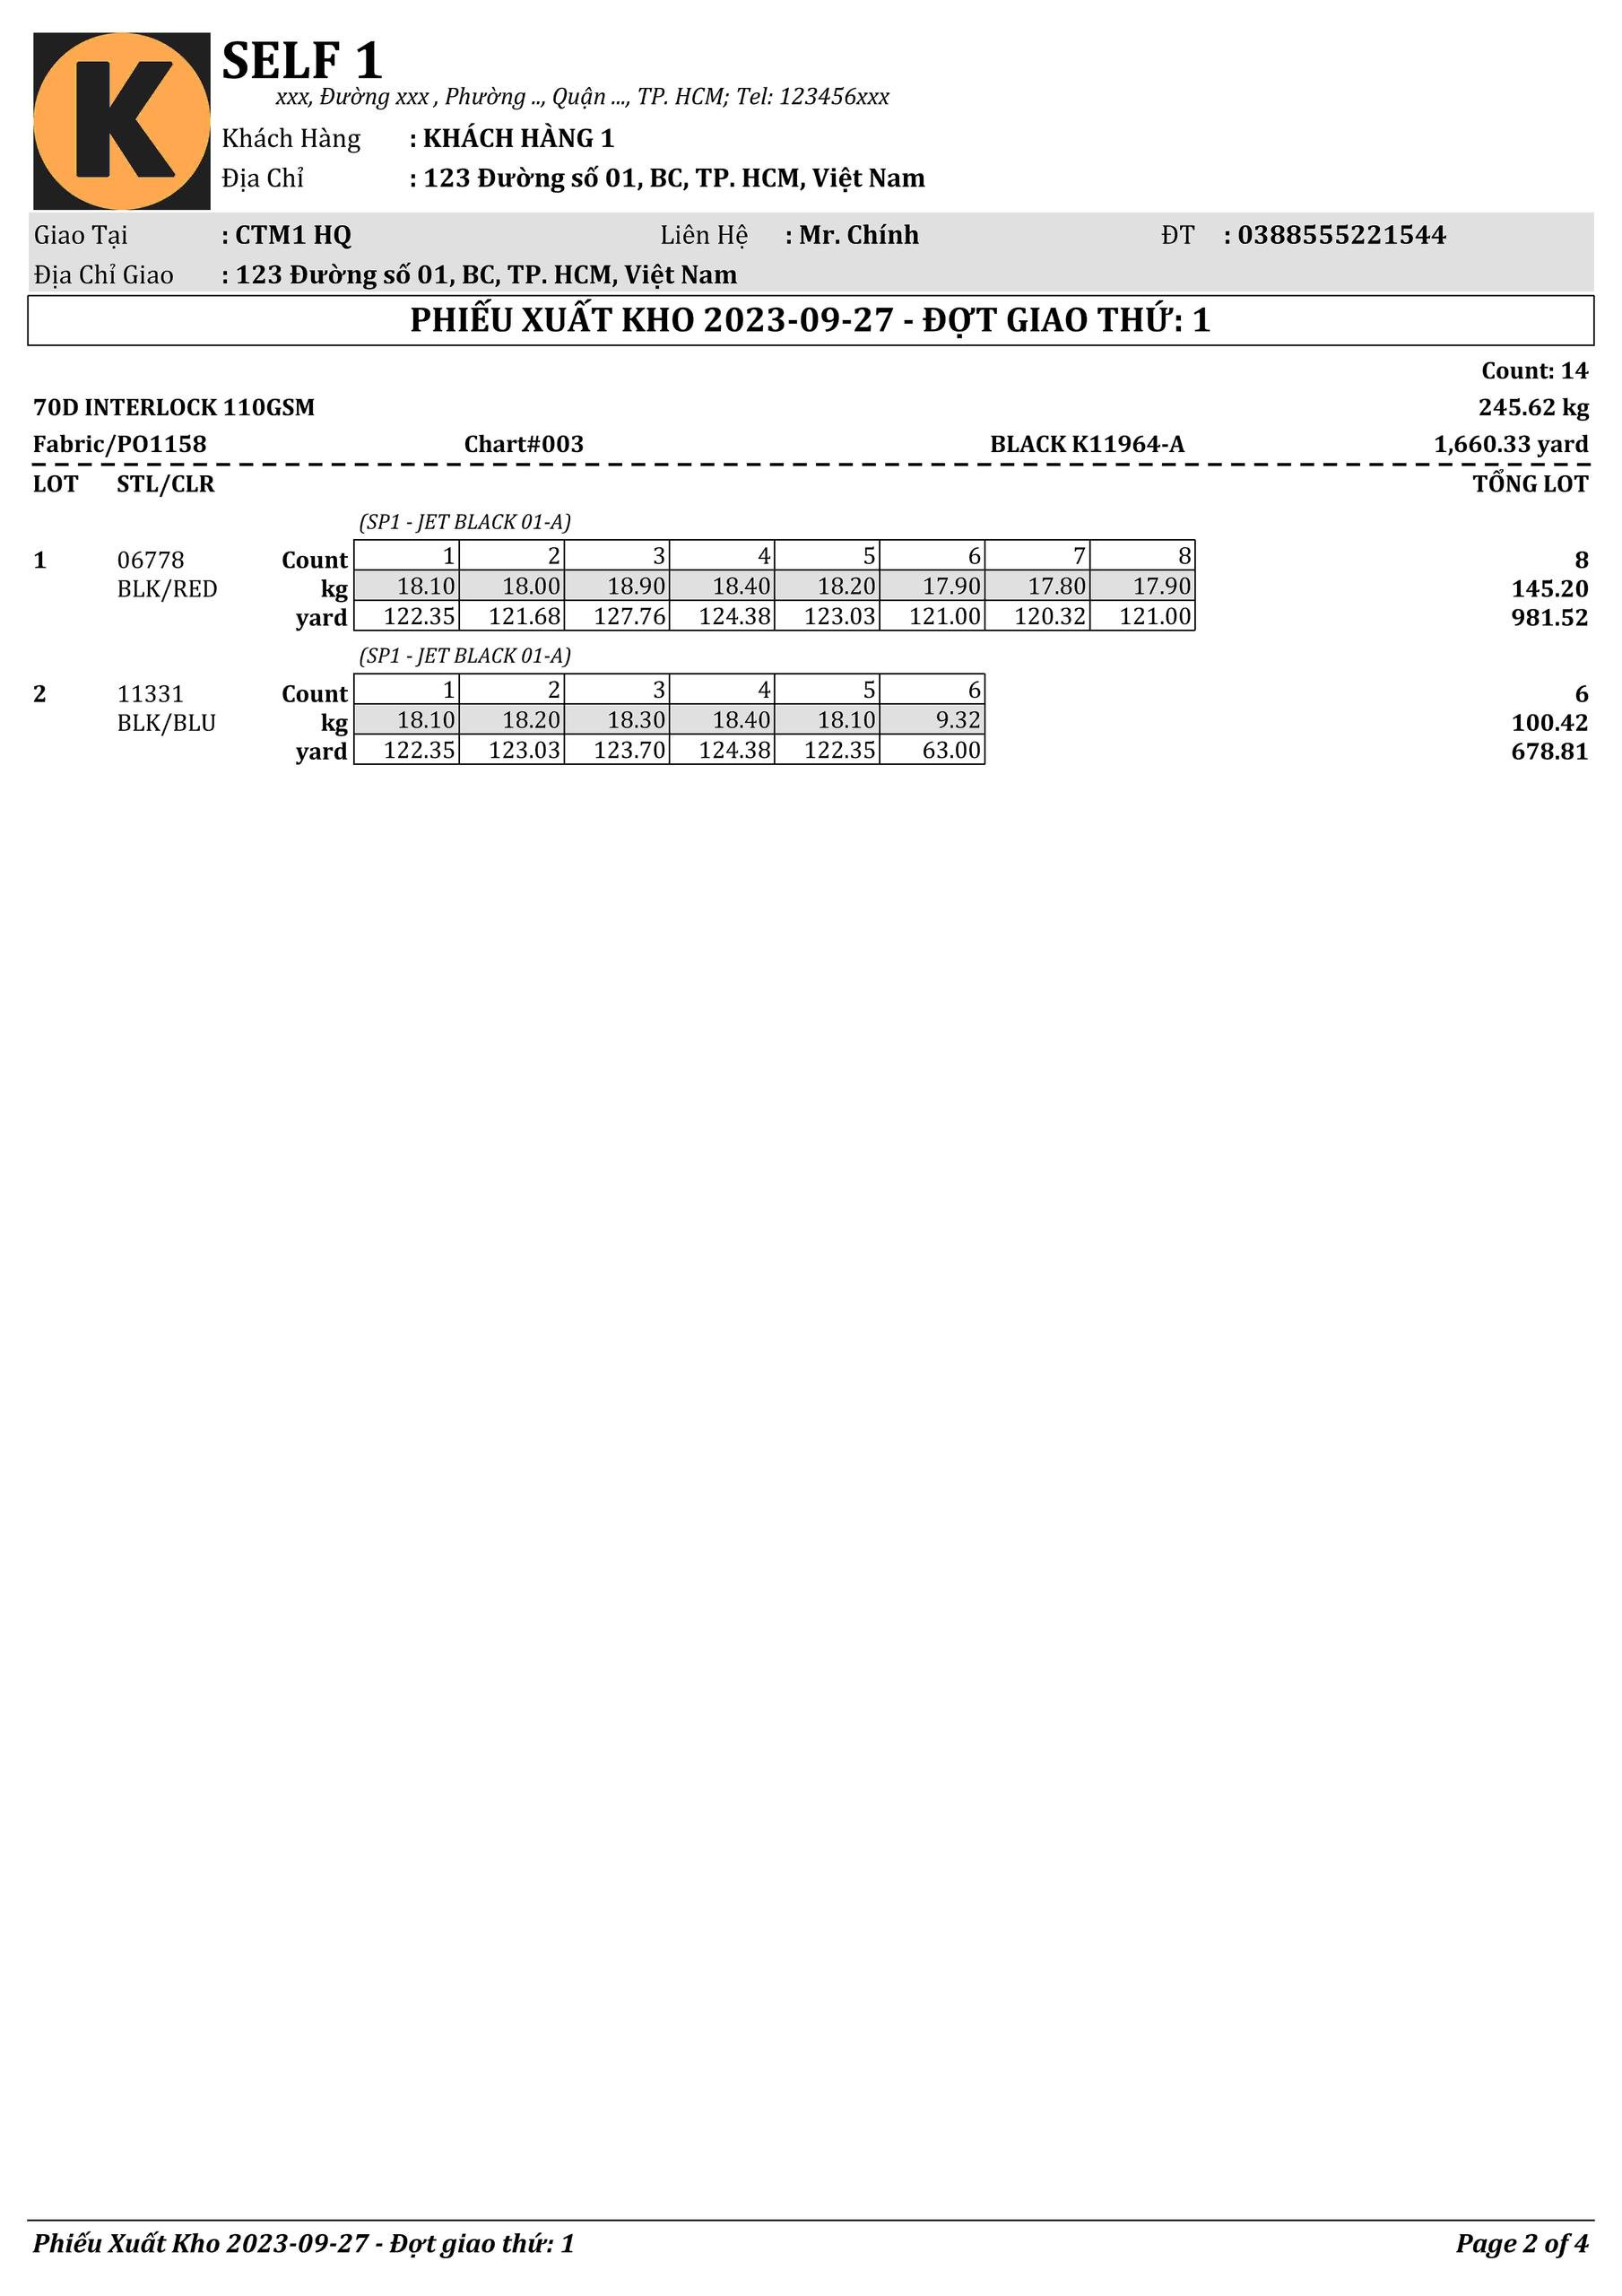 K
SELF 1
xxx, Đường xxx , Phường .., Quận ..., TP. HCM; Tel: 123456xxx
Khách Hàng : KHÁCH HÀNG 1
Địa Chỉ : 123 Đường số 01, BC, TP. HCM, Việt Nam
Giao Tại : CTM1 HQ Liên Hệ : Mr. Chính ĐT : 0388555221544
Địa Chỉ Giao : 123 Đường số 01, BC, TP. HCM, Việt Nam
PHIẾU XUẤT KHO 2023-09-27 - ĐỢT GIAO THỨ: 1
Count: 14
70D INTERLOCK 110GSM 245.62 kg
Fabric/PO1158 Chart#003 BLACK K11964-A 1,660.33 yard
LOT STL/CLR TỔNG LOT
(SP1 - JET BLACK 01-A)
1 06778 Count 1 2 3 4 5 6 7 8 8
BLK/RED kg 18.10 18.00 18.90 18.40 18.20 17.90 17.80 17.90 145.20
yard 122.35 121.68 127.76 124.38 123.03 121.00 120.32 121.00 981.52
(SP1 - JET BLACK 01-A)
2 11331 Count 1 2 3 4 5 6 6
BLK/BLU kg 18.10 18.20 18.30 18.40 18.10 9.32 100.42
yard 122.35 123.03 123.70 124.38 122.35 63.00 678.81
Phiếu Xuất Kho 2023-09-27 - Đợt giao thứ: 1 Page 2 of 4